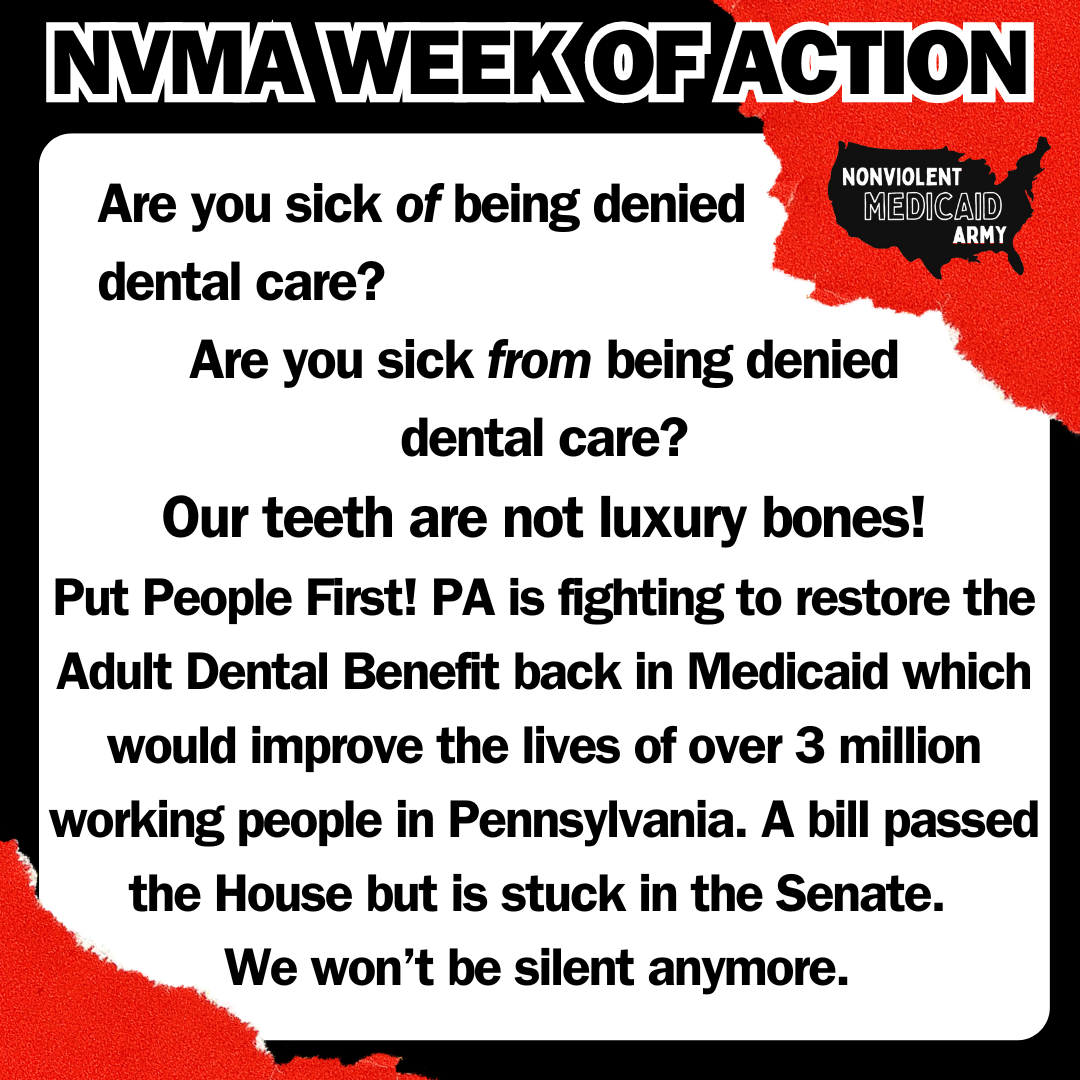 NVMA WEEK OF ACTION
NONVIOLENT
MEDICAID
ARMY
Are you sick of being denied
dental care?
Are you sick from being denied
dental care?
Our teeth are not luxury bones!
Put People First! PA is fighting to restore the
Adult Dental Benefit back in Medicaid which
would improve the lives of over 3 million
working people in Pennsylvania. A bill passed
the House but is stuck in the Senate.
We won’t be silent anymore.